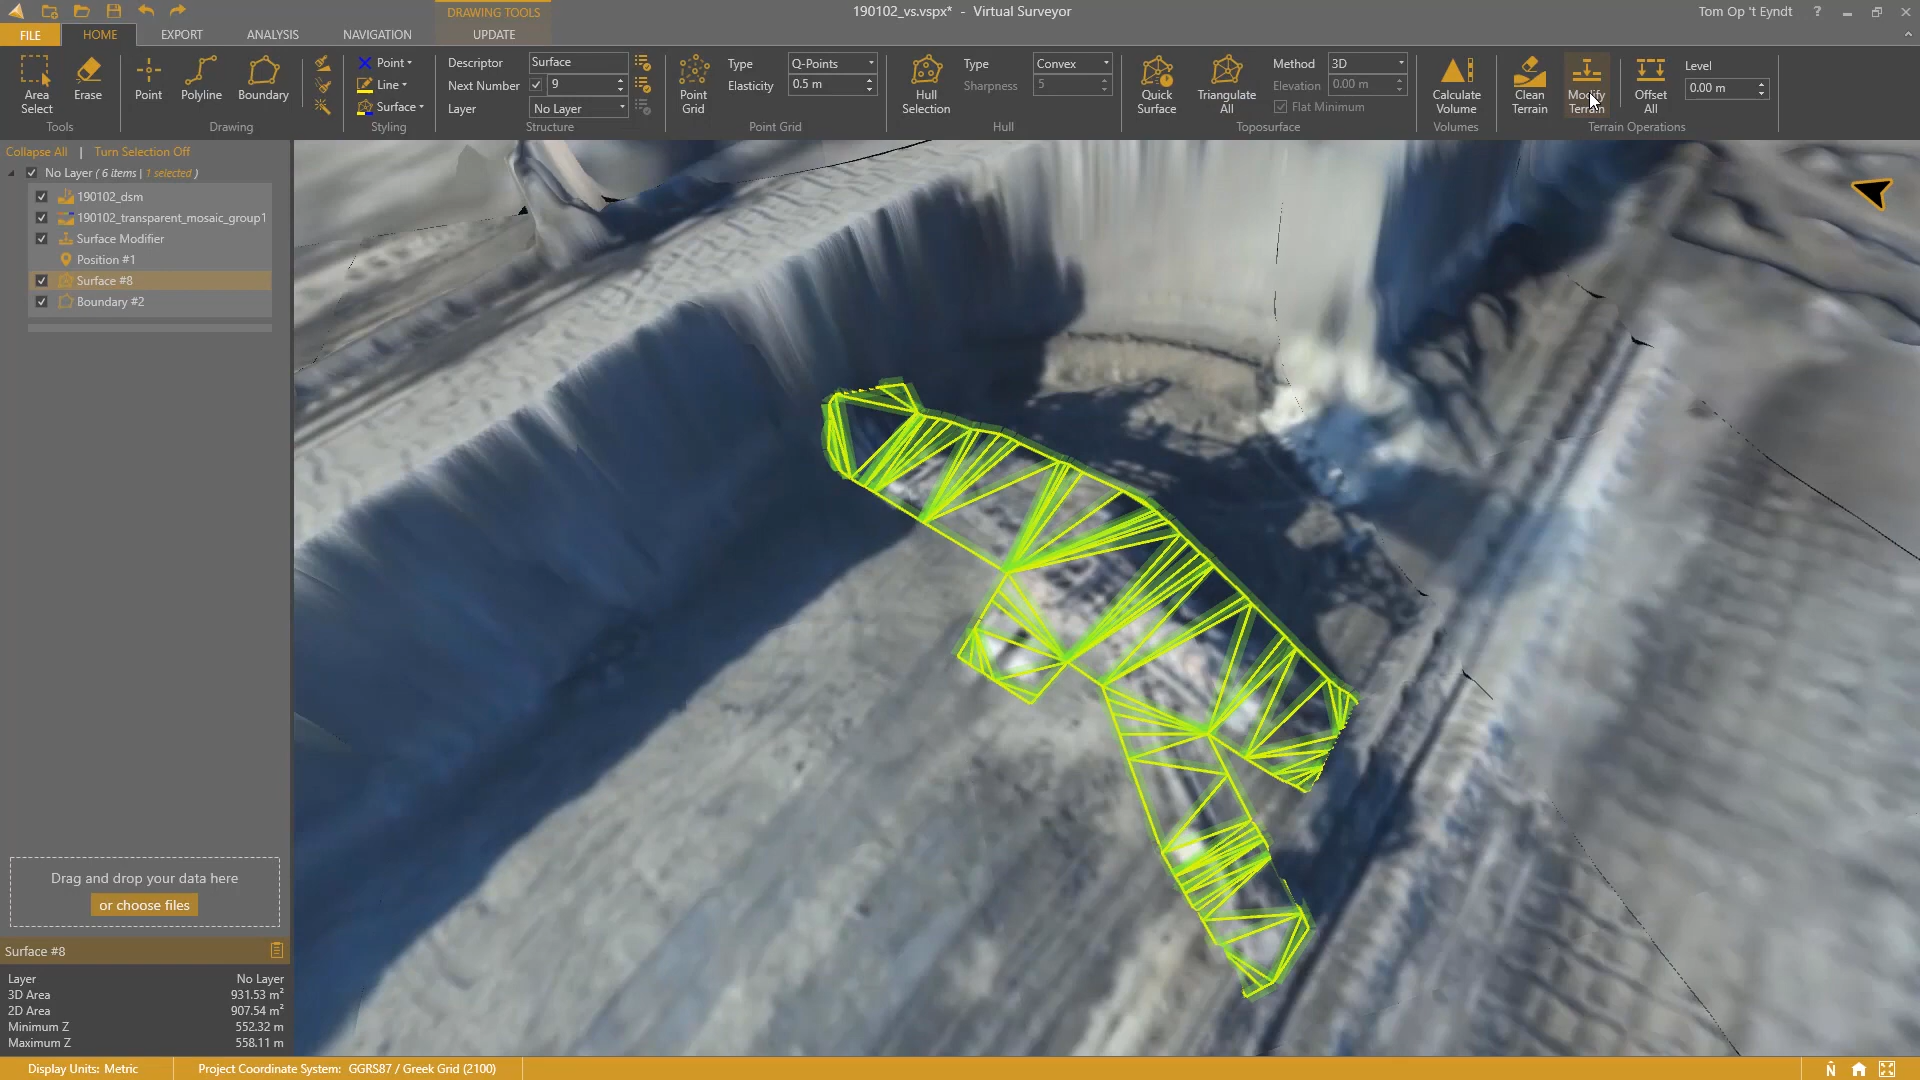 DRAWING TOOLS
190102_vs.vspx* - Virtual Surveyor
Tom Op 't Eyndt ?
FILE HOME EXPORT ANALYSIS NAVIGATION UPDATE
Area Select
Erase
Tools
Point
Polyline
Boundary
Drawing
Point
Line
Surface
Styling
Descriptor Surface
Next Number 9
Layer No Layer
Structure
Point Grid
Type Q-Points
Elasticity 0.5 m
Point Grid
Hull Selection
Type Convex
Sharpness 5
Hull
Quick Surface
Triangulate All
Method 3D
Elevation 0.00 m
Flat Minimum
Toposurface
Calculate Volume
Volumes
Clean Terrain
Modify Terrain
Offset All
Level
0.00 m
Terrain Operations
Collapse All | Turn Selection Off
No Layer ( 6 items | 1 selected )
190102_dsm
190102_transparent_mosaic_group1
Surface Modifier
Position #1
Surface #8
Boundary #2
Drag and drop your data here
or choose files
Surface #8
Layer No Layer
3D Area 931.53 m²
2D Area 907.54 m²
Minimum Z 552.32 m
Maximum Z 558.11 m
Display Units: Metric
Project Coordinate System: GGRS87 / Greek Grid (2100)